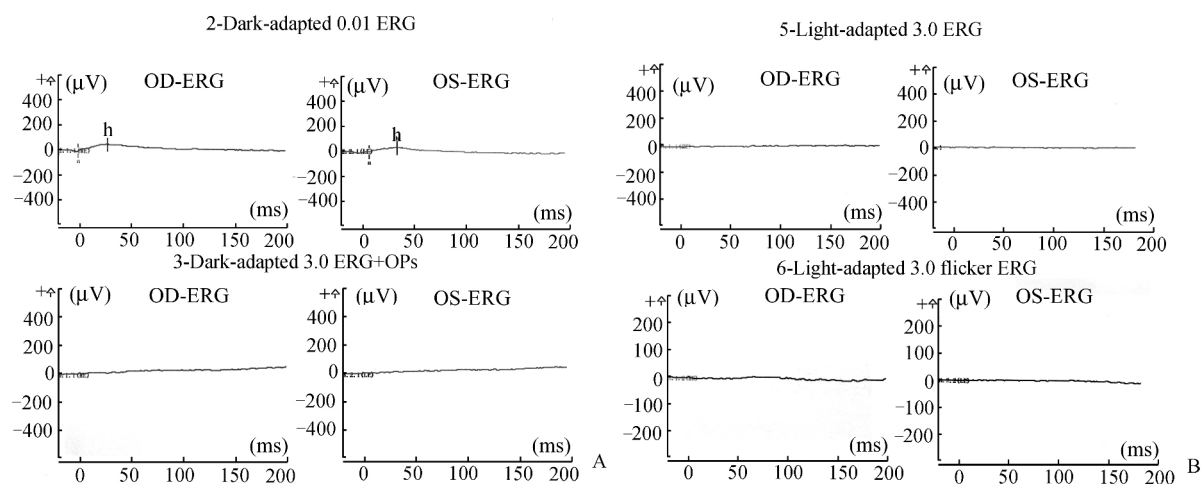 2-Dark-adapted 0.01 ERG
+ (μV) OD-ERG
400
200
h
0
−200
−400
(ms)
0 50 100 150 200
+ (μV) OS-ERG
400
200
h
0
−200
−400
(ms)
0 50 100 150 200
3-Dark-adapted 3.0 ERG+OPs
+ (μV) OD-ERG
400
200
0
−200
−400
(ms)
0 50 100 150 200
+ (μV) OS-ERG
400
200
0
−200
−400
(ms)
0 50 100 150 200
A
5-Light-adapted 3.0 ERG
+ (μV) OD-ERG
400
200
0
−200
−400
(ms)
0 50 100 150 200
+ (μV) OS-ERG
400
200
0
−200
−400
(ms)
0 50 100 150 200
6-Light-adapted 3.0 flicker ERG
+ (μV) OD-ERG
200
100
0
−100
−200
(ms)
0 50 100 150 200
+ (μV) OS-ERG
200
100
0
−100
−200
(ms)
0 50 100 150 200
B